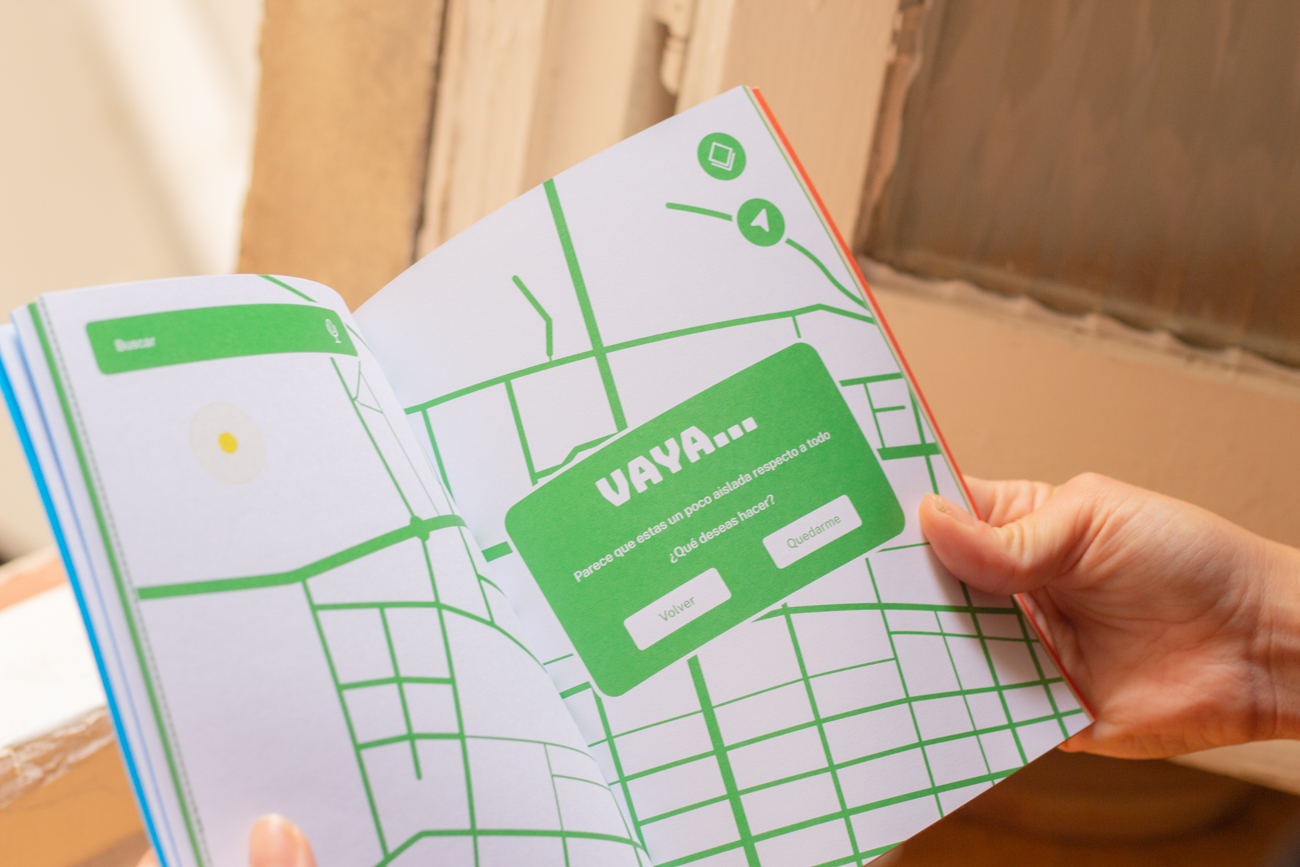 Buscar
VAYA...
Parece que estas un poco aislada respecto a todo
¿Qué deseas hacer?
Volver
Quedarme